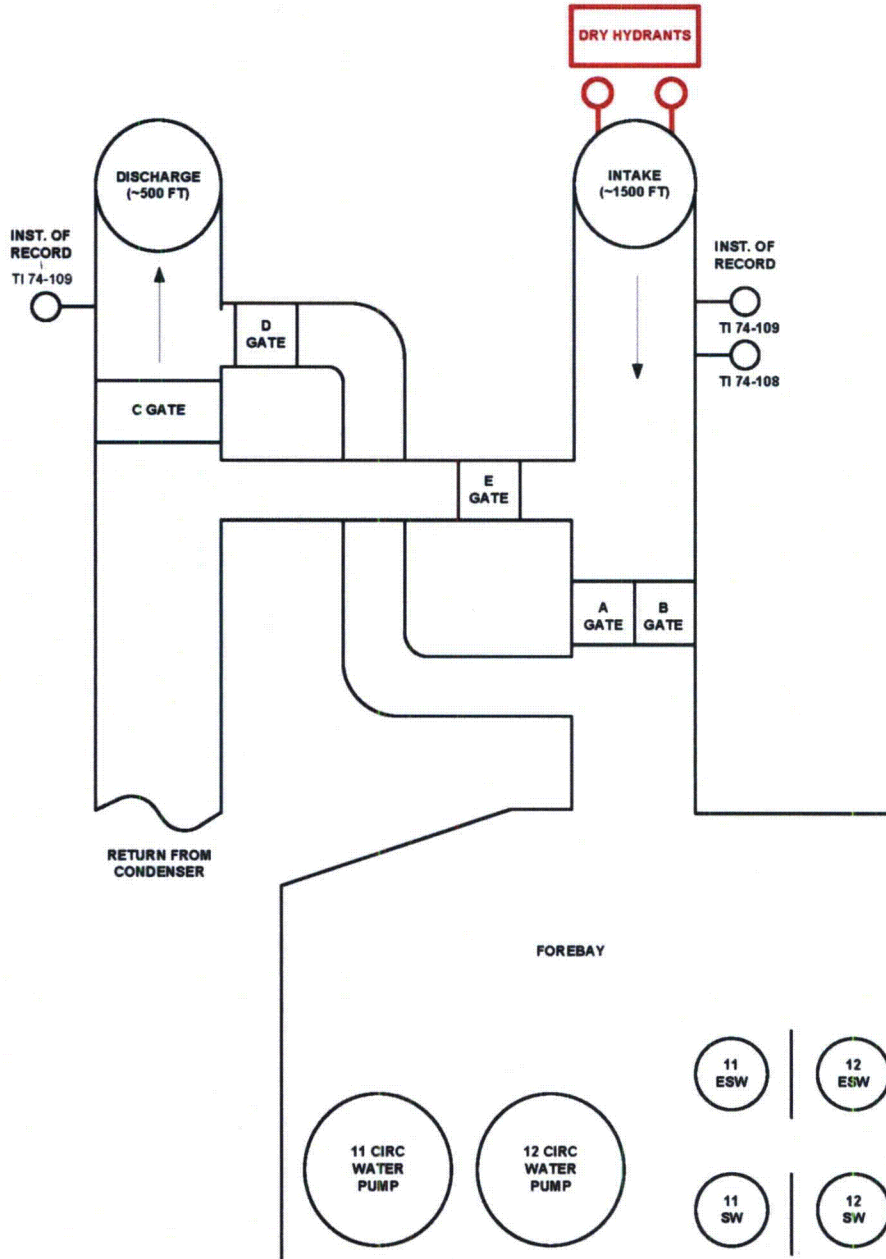 DRY HYDRANTS
DISCHARGE
(~500 FT)
INTAKE
(~1500 FT)
INST. OF
RECORD
TI 74-109
INST. OF
RECORD
TI 74-109
TI 74-108
D
GATE
C GATE
E
GATE
A
GATE
B
GATE
RETURN FROM
CONDENSER
FOREBAY
11
ESW
12
ESW
11 CIRC
WATER
PUMP
12 CIRC
WATER
PUMP
11
SW
12
SW